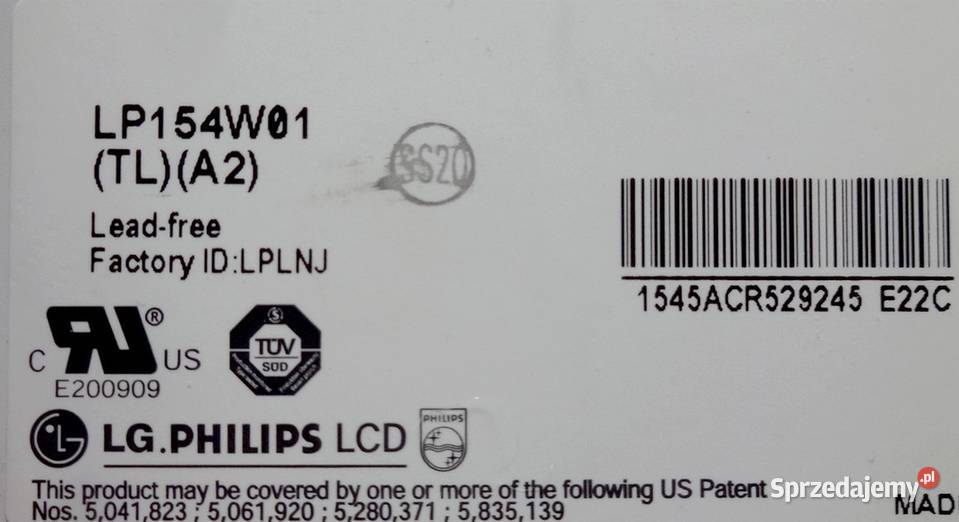 LP154W01
(TL)(A2)
SS20
Lead-free
Factory ID:LPLNJ
1545ACR529245 E22C
®
C US
E200909
S
TÜV
SÜD
LG.PHILIPS LCD
PHILIPS
This product may be covered by one or more of the following US Patent
Nos. 5,041,823 ; 5,061,920 ; 5,280,371 ; 5,835,139
MAD
Sprzedajemy.pl